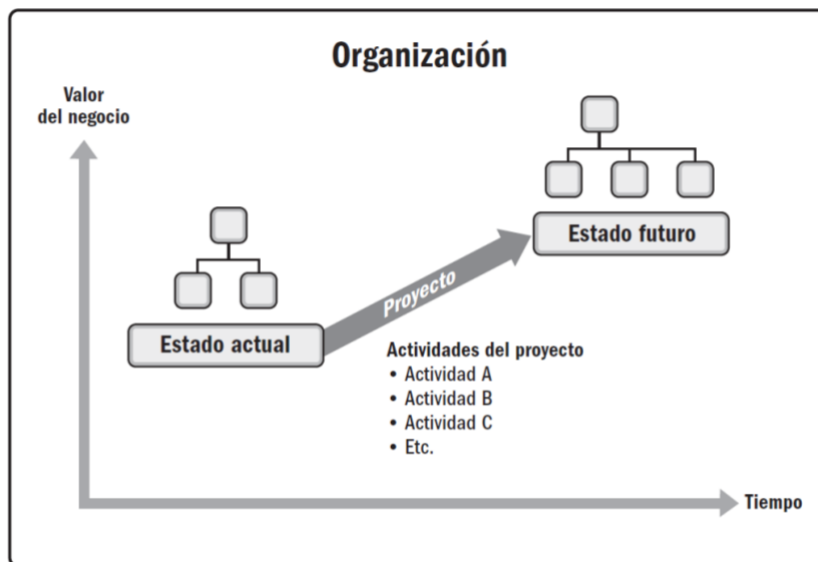 Organización
Valor
del negocio
Estado futuro
Proyecto
Estado actual
Actividades del proyecto
• Actividad A
• Actividad B
• Actividad C
• Etc.
Tiempo